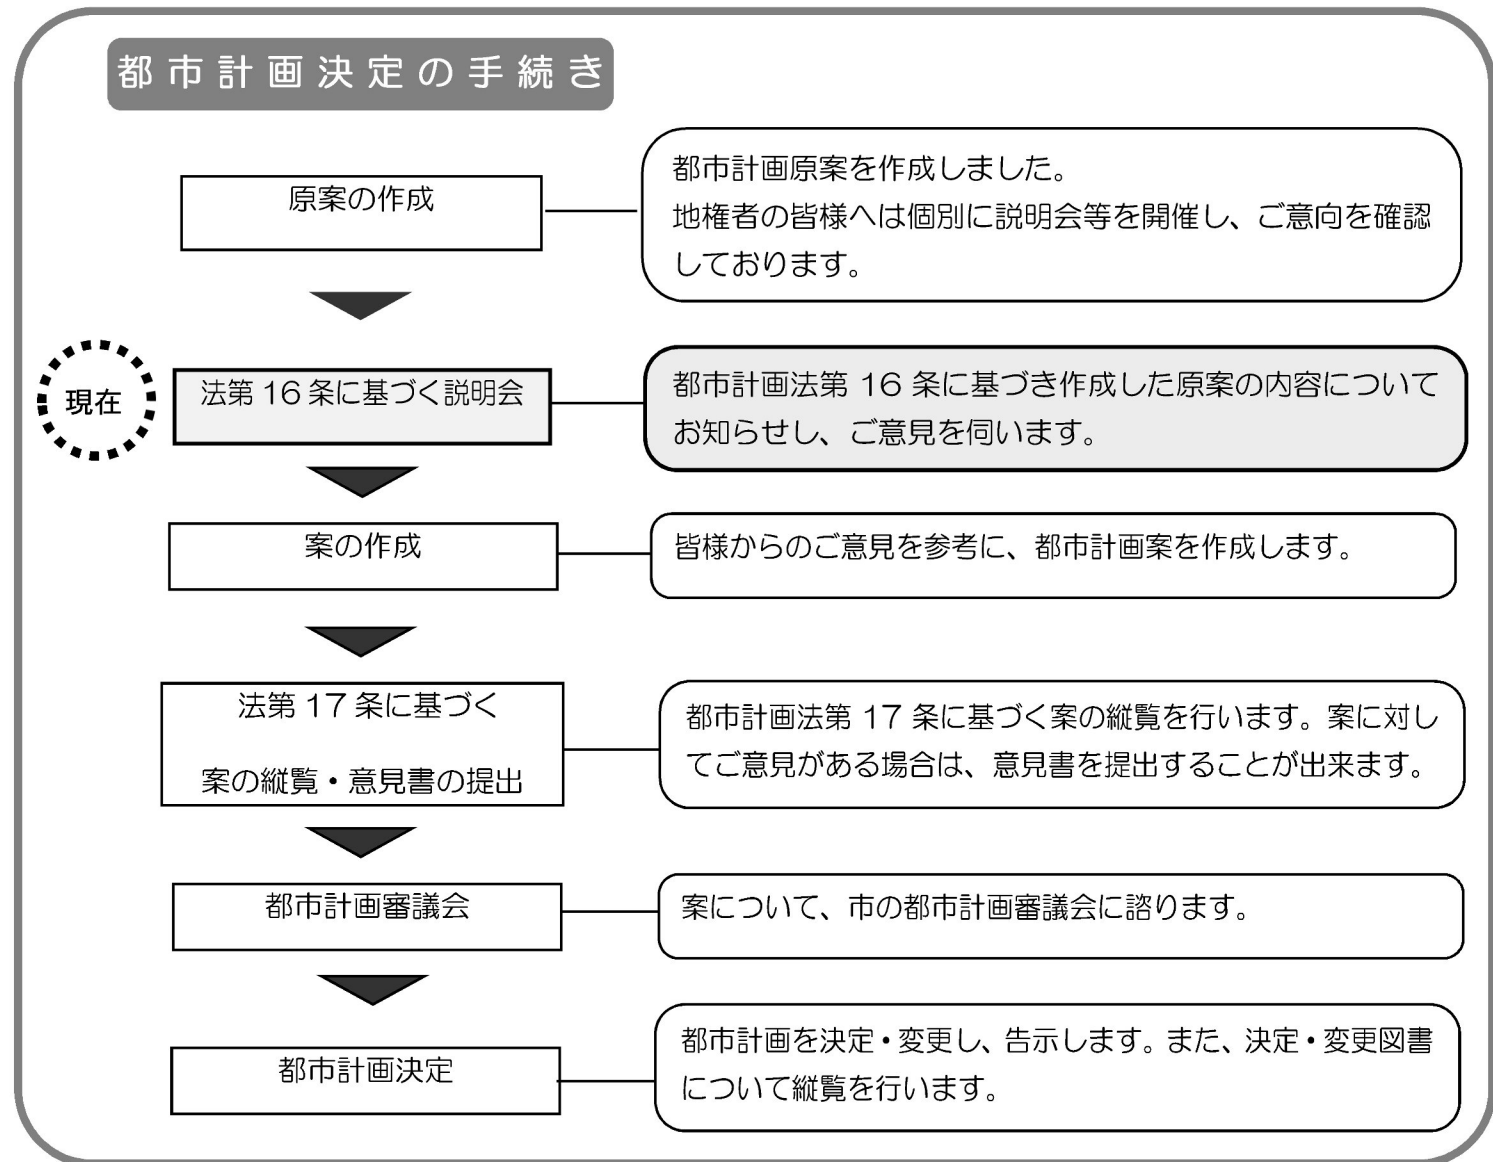 都市計画決定の手続き
原案の作成
都市計画原案を作成しました。
地権者の皆様へは個別に説明会等を開催し、ご意向を確認
しております。
現在
法第 16 条に基づく説明会
都市計画法第 16 条に基づき作成した原案の内容について
お知らせし、ご意見を伺います。
案の作成
皆様からのご意見を参考に、都市計画案を作成します。
法第 17 条に基づく
案の縦覧・意見書の提出
都市計画法第 17 条に基づく案の縦覧を行います。案に対し
てご意見がある場合は、意見書を提出することが出来ます。
都市計画審議会
案について、市の都市計画審議会に諮ります。
都市計画決定
都市計画を決定・変更し、告示します。また、決定・変更図書
について縦覧を行います。